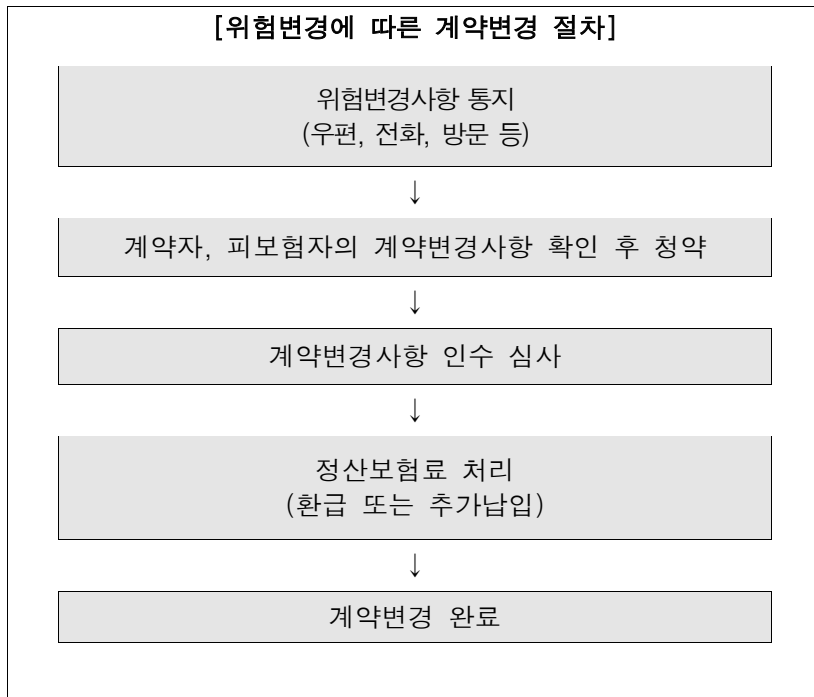 [위험변경에 따른 계약변경 절차]
위험변경사항 통지
(우편, 전화, 방문 등)
↓
계약자, 피보험자의 계약변경사항 확인 후 청약
↓
계약변경사항 인수 심사
↓
정산보험료 처리
(환급 또는 추가납입)
↓
계약변경 완료